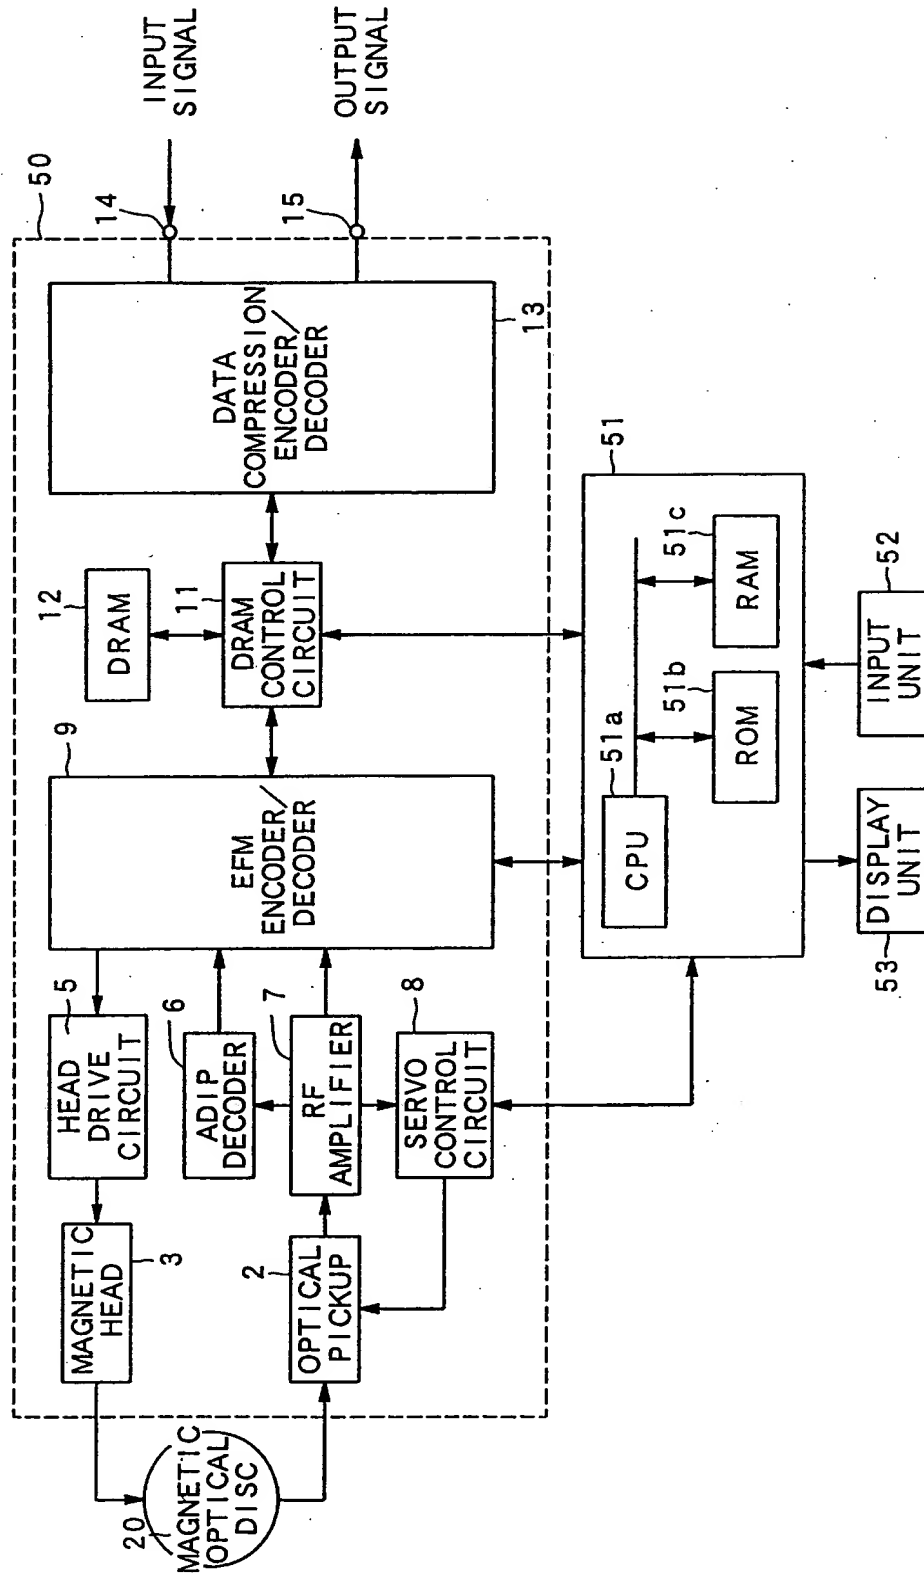 50
INPUT
SIGNAL
14
OUTPUT
SIGNAL
15
DATA
COMPRESSION
ENCODER/
DECODER
13
12
DRAM
11
DRAM
CONTROL
CIRCUIT
9
EFM
ENCODER/
DECODER
5
HEAD
DRIVE
CIRCUIT
6
ADIP
DECODER
7
RF
AMPLIFIER
8
SERVO
CONTROL
CIRCUIT
MAGNETIC
HEAD
3
2
OPTICAL
PICKUP
20
MAGNETIC
OPTICAL
DISC
51
51a
CPU
51b
ROM
51c
RAM
52
INPUT
UNIT
53
DISPLAY
UNIT